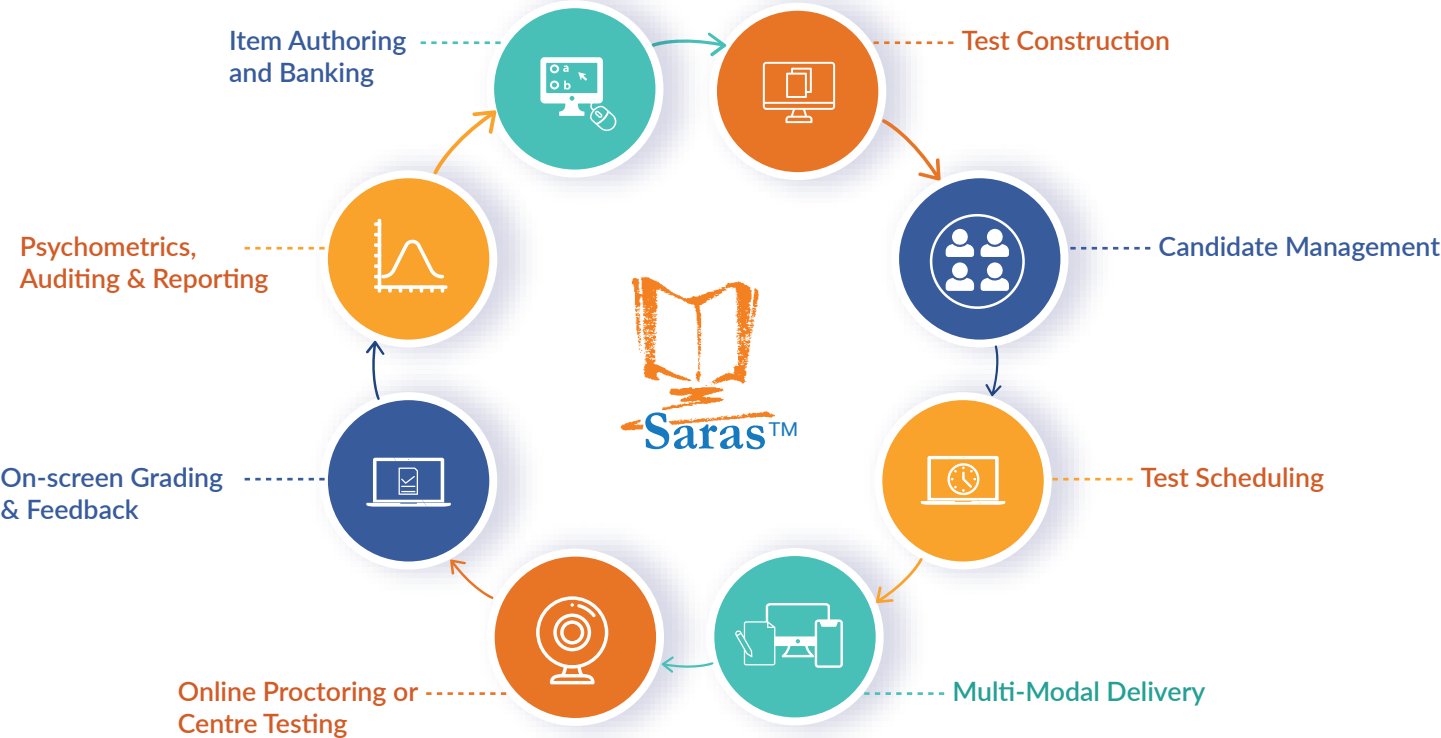 Item Authoring
and Banking
Test Construction
a
b
Psychometrics,
Auditing & Reporting
Candidate Management
Saras™
On-screen Grading
& Feedback
Test Scheduling
Online Proctoring or
Centre Testing
Multi-Modal Delivery